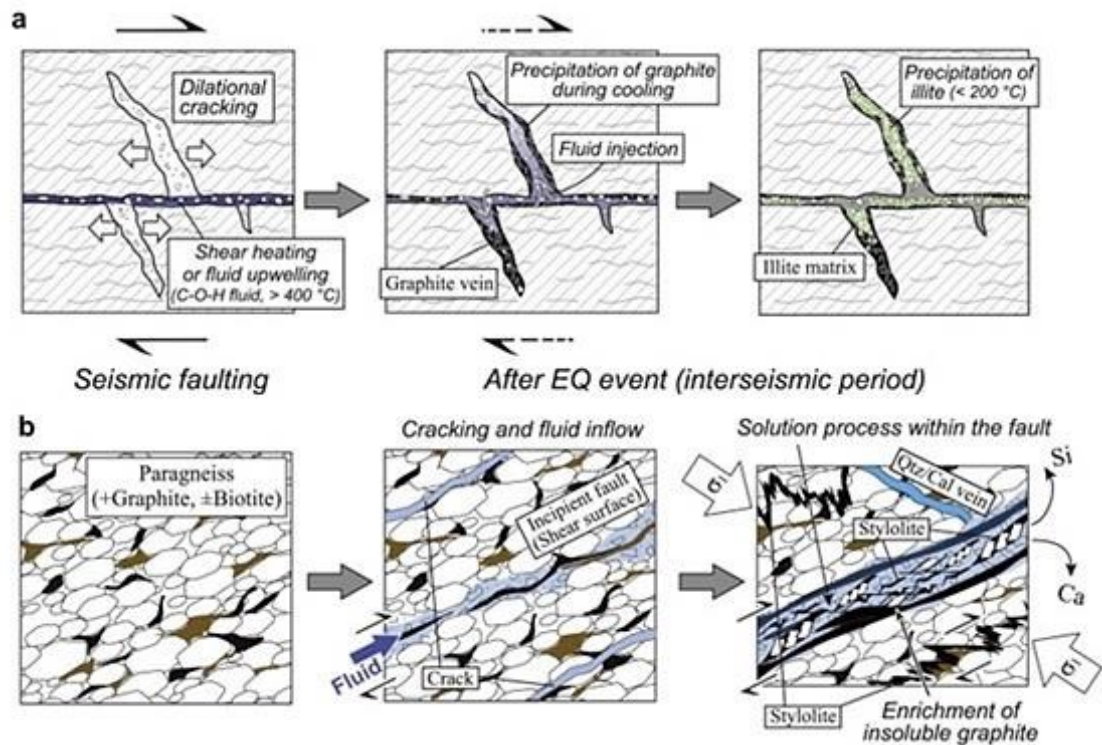 a
Dilational
cracking
Shear heating
or fluid upwelling
(C-O-H fluid, > 400 °C)
Precipitation of graphite
during cooling
Fluid injection
Graphite vein
Precipitation of
illite (< 200 °C)
Illite matrix
Seismic faulting
After EQ event (interseismic period)
b
Paragneiss
(+Graphite, ±Biotite)
Cracking and fluid inflow
Incipient fault
(Shear surface)
Fluid
Crack
Solution process within the fault
σ₁
Qtz/Cal vein
Stylolite
Si
Ca
σ₁
Stylolite
Enrichment of
insoluble graphite